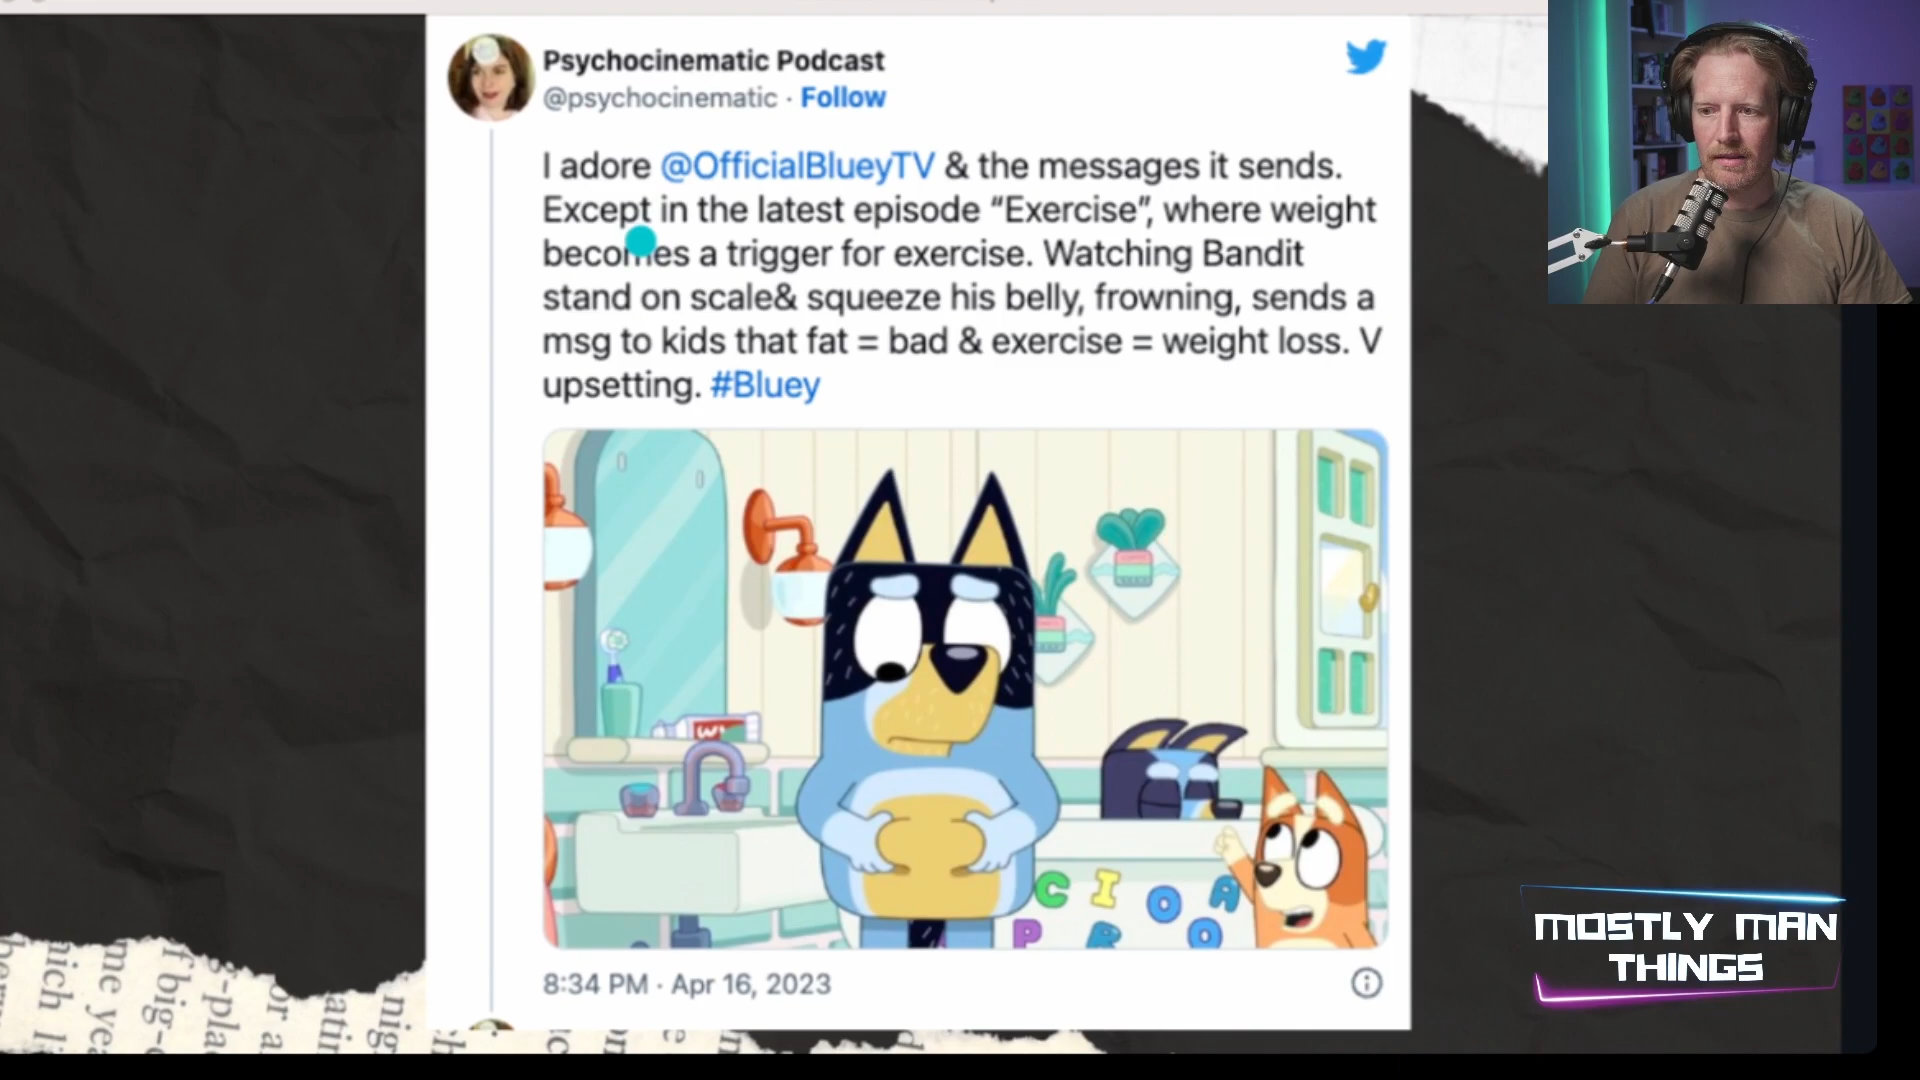 Psychocinematic Podcast
@psychocinematic · Follow
I adore @OfficialBlueyTV & the messages it sends.
Except in the latest episode “Exercise”, where weight
becomes a trigger for exercise. Watching Bandit
stand on scale& squeeze his belly, frowning, sends a
msg to kids that fat = bad & exercise = weight loss. V
upsetting. #Bluey
C I O A
P R O
8:34 PM · Apr 16, 2023
MOSTLY MAN
THINGS